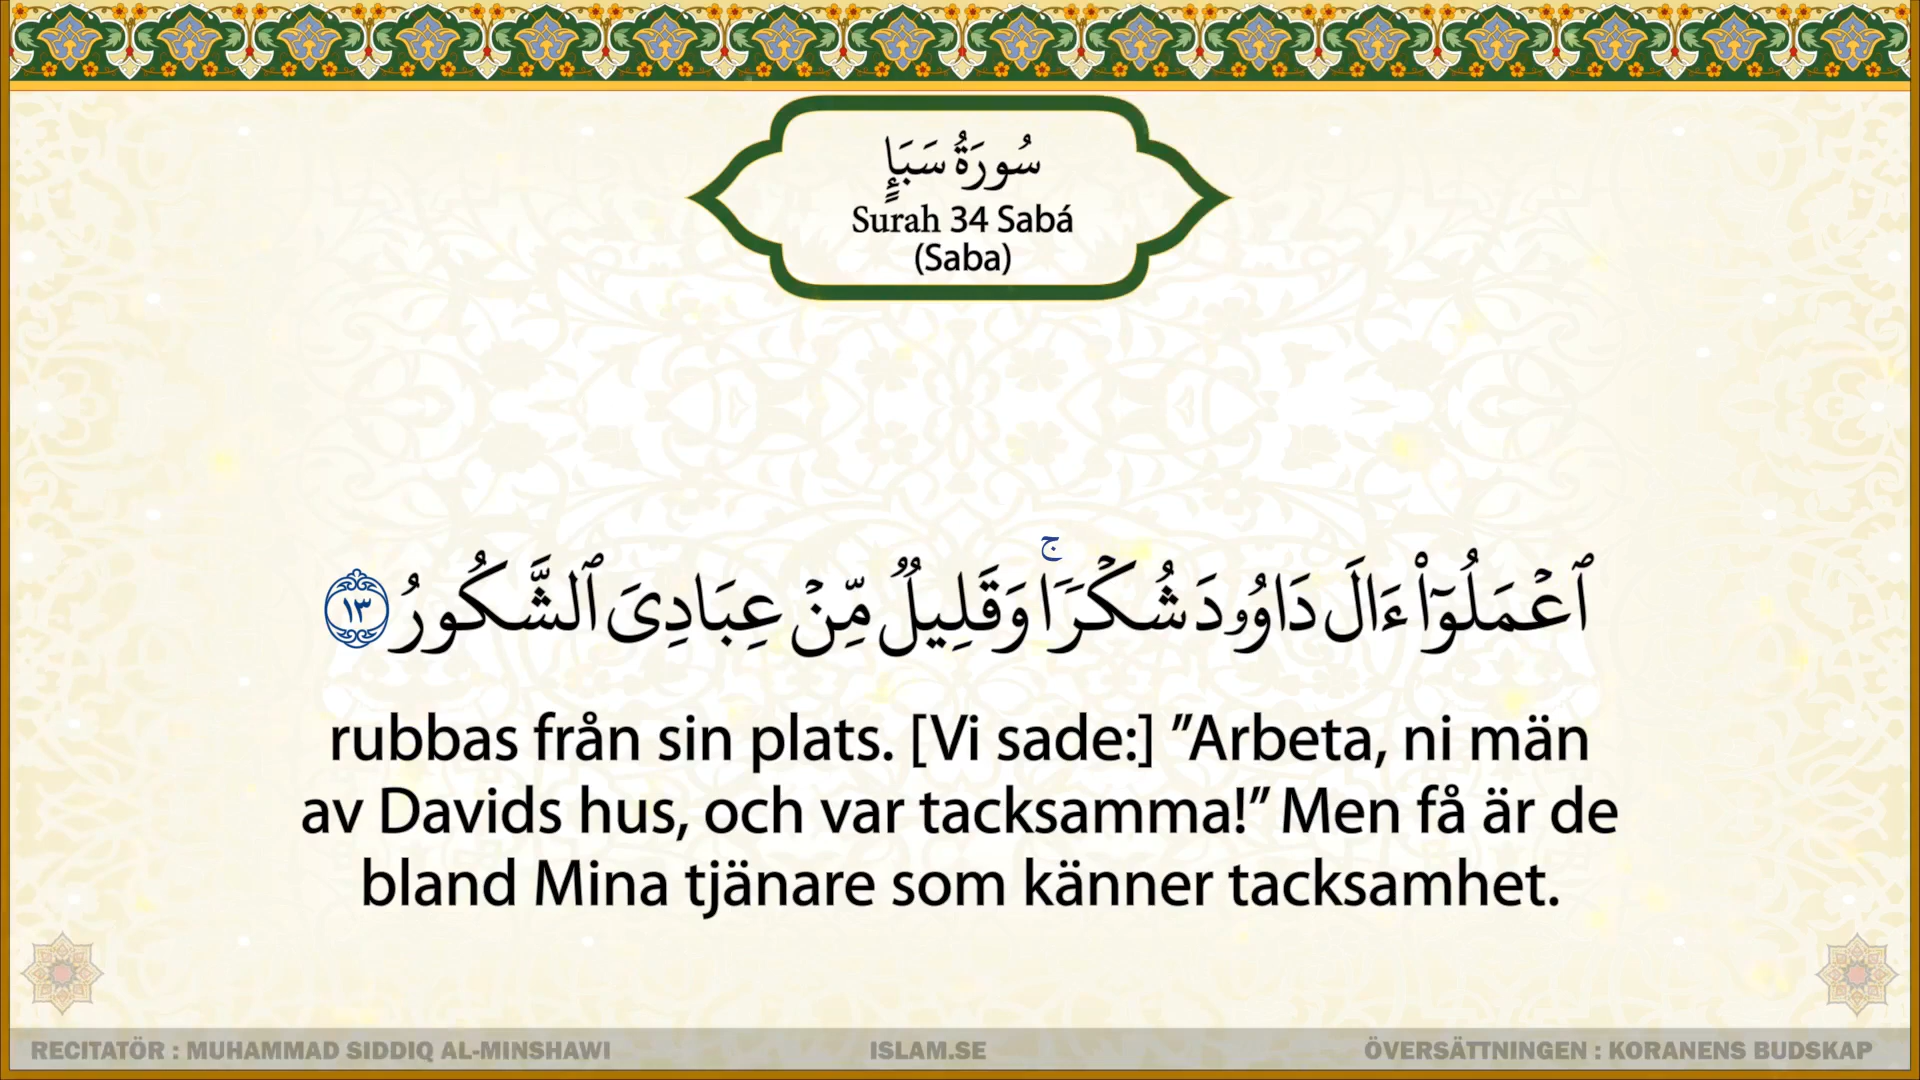 سُورَةُ سَبَإٍ
Surah 34 Sabá
(Saba)
ٱعۡمَلُوٓاْ ءَالَ دَاوُۥدَ شُكۡرٗاۚ وَقَلِيلٞ مِّنۡ عِبَادِيَ ٱلشَّكُورُ ١٣
rubbas från sin plats. [Vi sade:] ”Arbeta, ni män
av Davids hus, och var tacksamma!” Men få är de
bland Mina tjänare som känner tacksamhet.
RECITATÖR : MUHAMMAD SIDDIQ AL-MINSHAWI
ISLAM.SE
ÖVERSÄTTNINGEN : KORANENS BUDSKAP